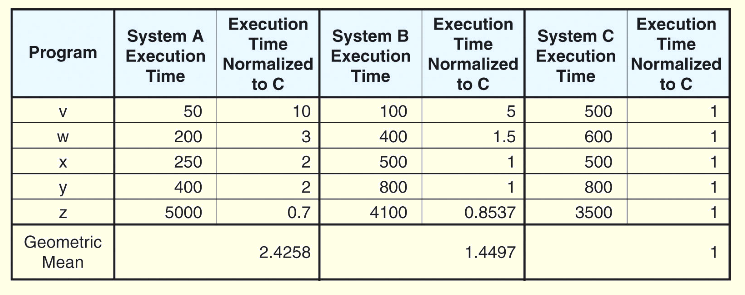 Program System A Execution Time Execution Time Normalized to C System B Execution Time Execution Time Normalized to C System C Execution Time Execution Time Normalized to C
v 50 10 100 5 500 1
w 200 3 400 1.5 600 1
x 250 2 500 1 500 1
y 400 2 800 1 800 1
z 5000 0.7 4100 0.8537 3500 1
Geometric Mean 2.4258 1.4497 1